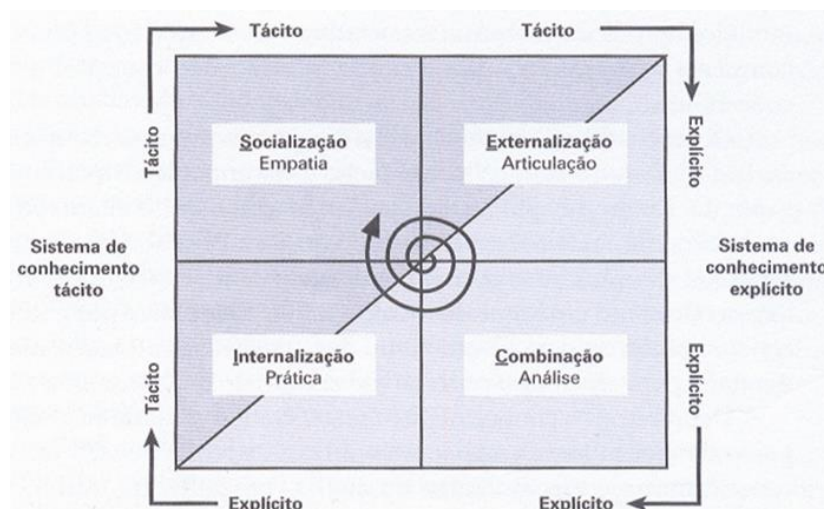 Tácito
Tácito
Tácito
Explícito
Socialização
Empatia
Externalização
Articulação
Sistema de
conhecimento
tácito
Sistema de
conhecimento
explícito
Internalização
Prática
Combinação
Análise
Tácito
Explícito
Explícito
Explícito